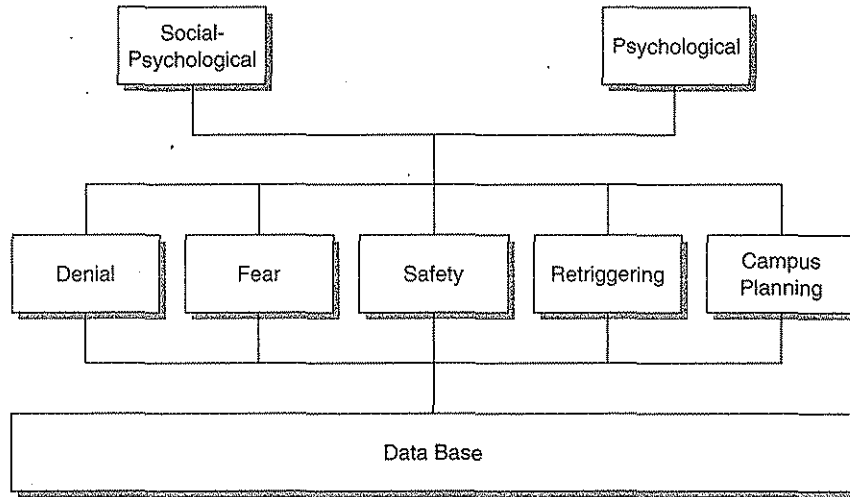 Social-
Psychological
Psychological
Denial
Fear
Safety
Retriggering
Campus
Planning
Data Base